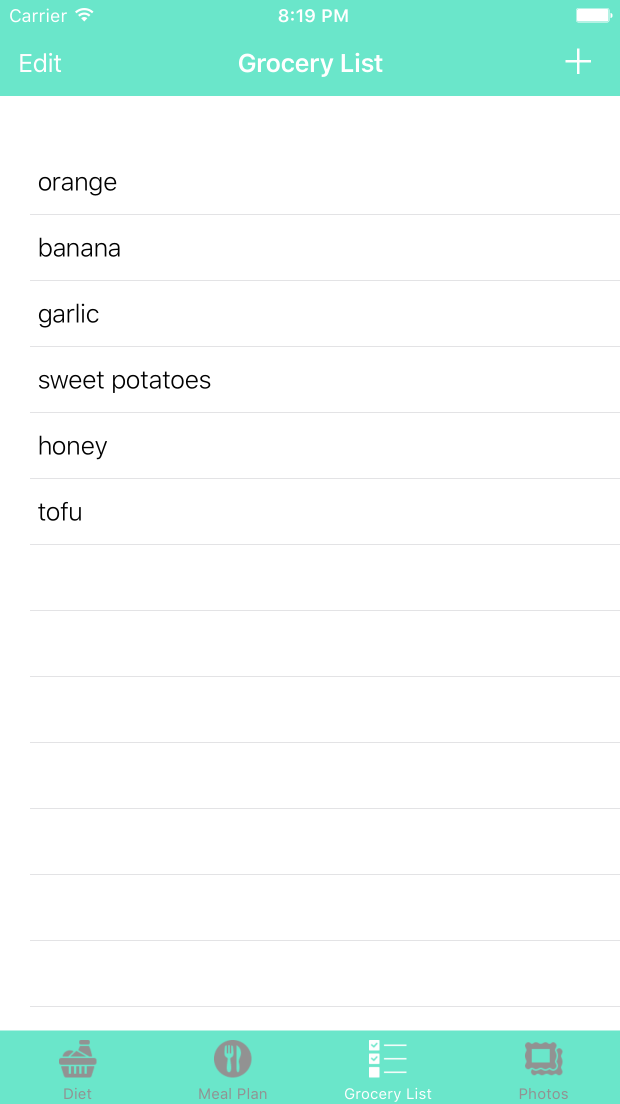 Carrier 8:19 PM
Edit Grocery List +
orange
banana
garlic
sweet potatoes
honey
tofu
Diet Meal Plan Grocery List Photos